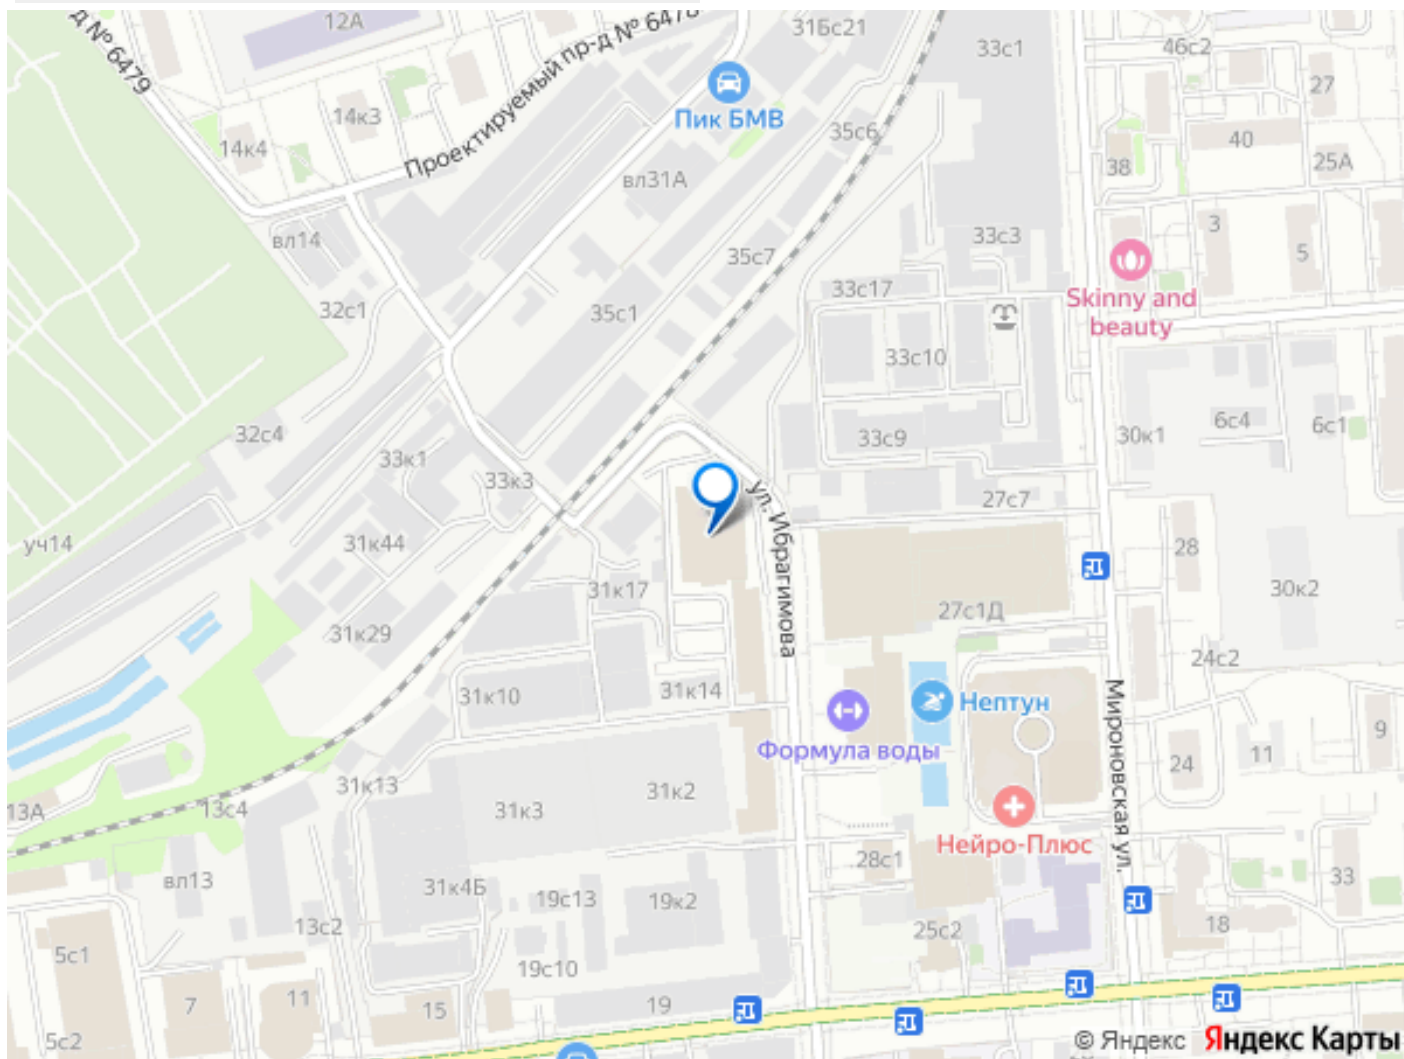 12А
д № 6479
Проектируемый пр-д № 6478
31Бс21
33с1
46с2
27
Пик БМВ
14к3
14к4
35с6
40
38
25А
вл31А
вл14
33с3
3
5
35с7
32с1
35с1
33с17
Skinny and
beauty
33с10
32с4
33к1
33с9
30к1
6с4
6с1
33к3
27с7
ул. Ибрагимова
уч14
31к44
28
31к17
30к2
27с1Д
31к29
24с2
31к10
31к14
Нептун
Мироновская ул.
Формула воды
11
9
24
31к13
31к2
31к3
13А
13с4
Нейро-Плюс
28с1
вл13
31к4Б
19с13
19к2
33
13с2
25с2
18
5с1
19с10
7
11
15
19
5с2
© Яндекс Яндекс Карты